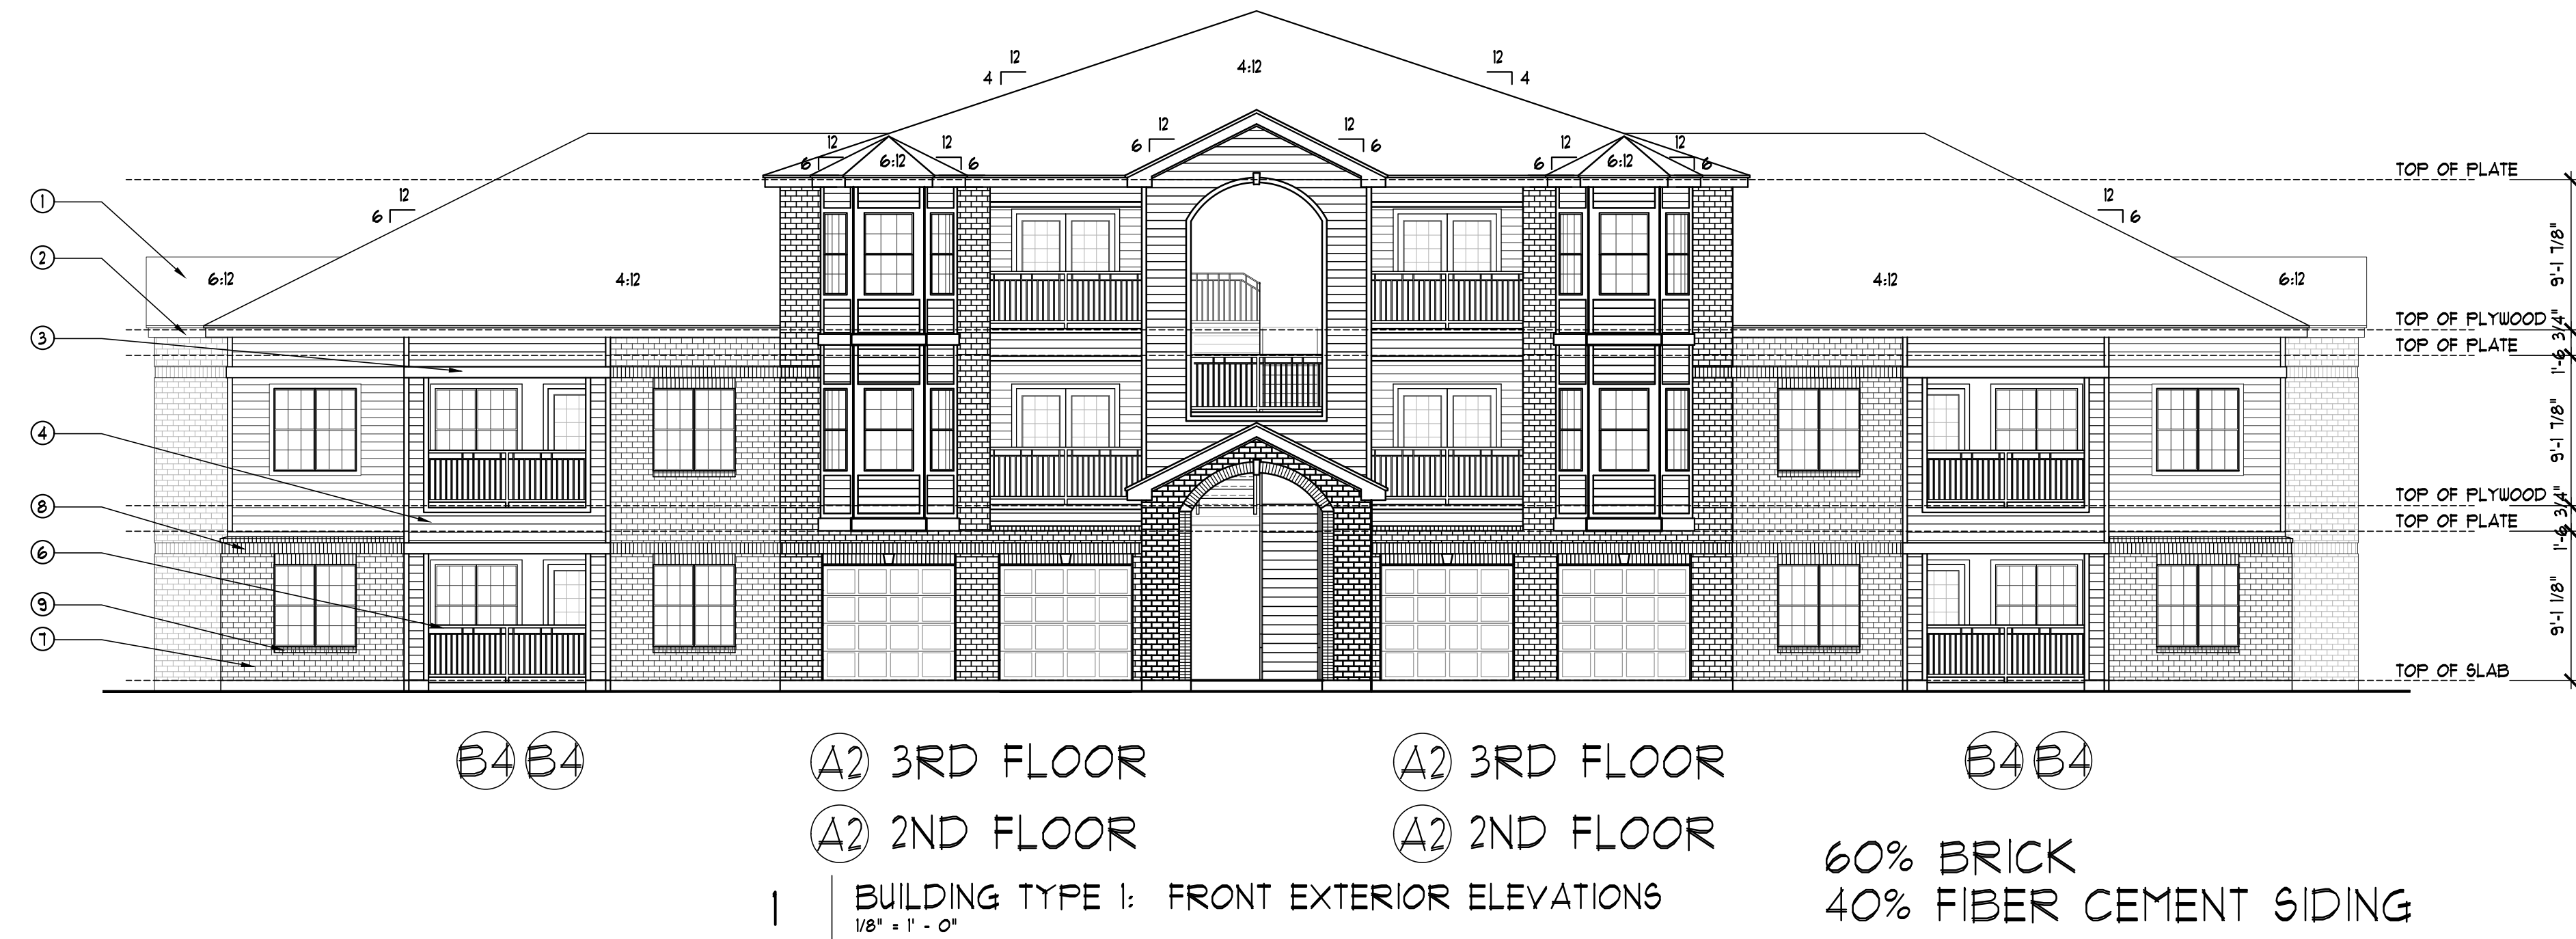 12
4
4:12
12
4
12
6
12
6
12
6
6:12
12
6
12
6
6:12
12
6
TOP OF PLATE
12
6
12
6
1
2
6:12
4:12
4:12
6:12
9'-1 7/8"
TOP OF PLYWOOD
1'-6 3/4"
3
TOP OF PLATE
4
9'-1 7/8"
TOP OF PLYWOOD
1'-6 3/4"
8
TOP OF PLATE
6
9
7
9'-1 1/8"
TOP OF SLAB
B4 B4
A2 3RD FLOOR
A2 3RD FLOOR
B4 B4
A2 2ND FLOOR
A2 2ND FLOOR
60% BRICK
40% FIBER CEMENT SIDING
1
BUILDING TYPE 1: FRONT EXTERIOR ELEVATIONS
1/8" = 1' - 0"